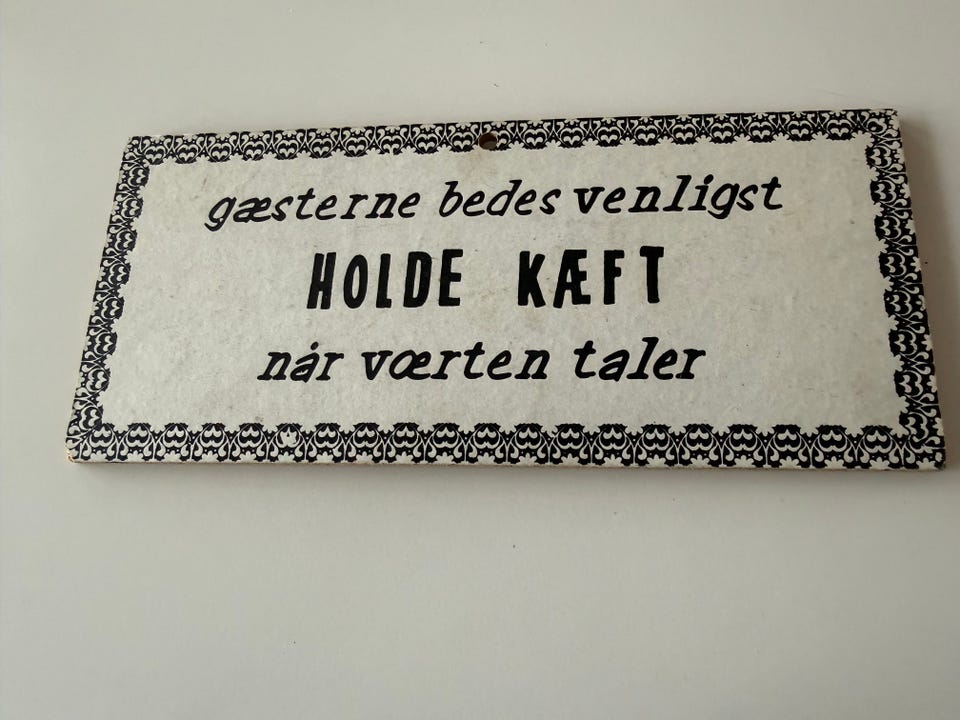 gæsterne bedes venligst
HOLDE KÆFT
når værten taler